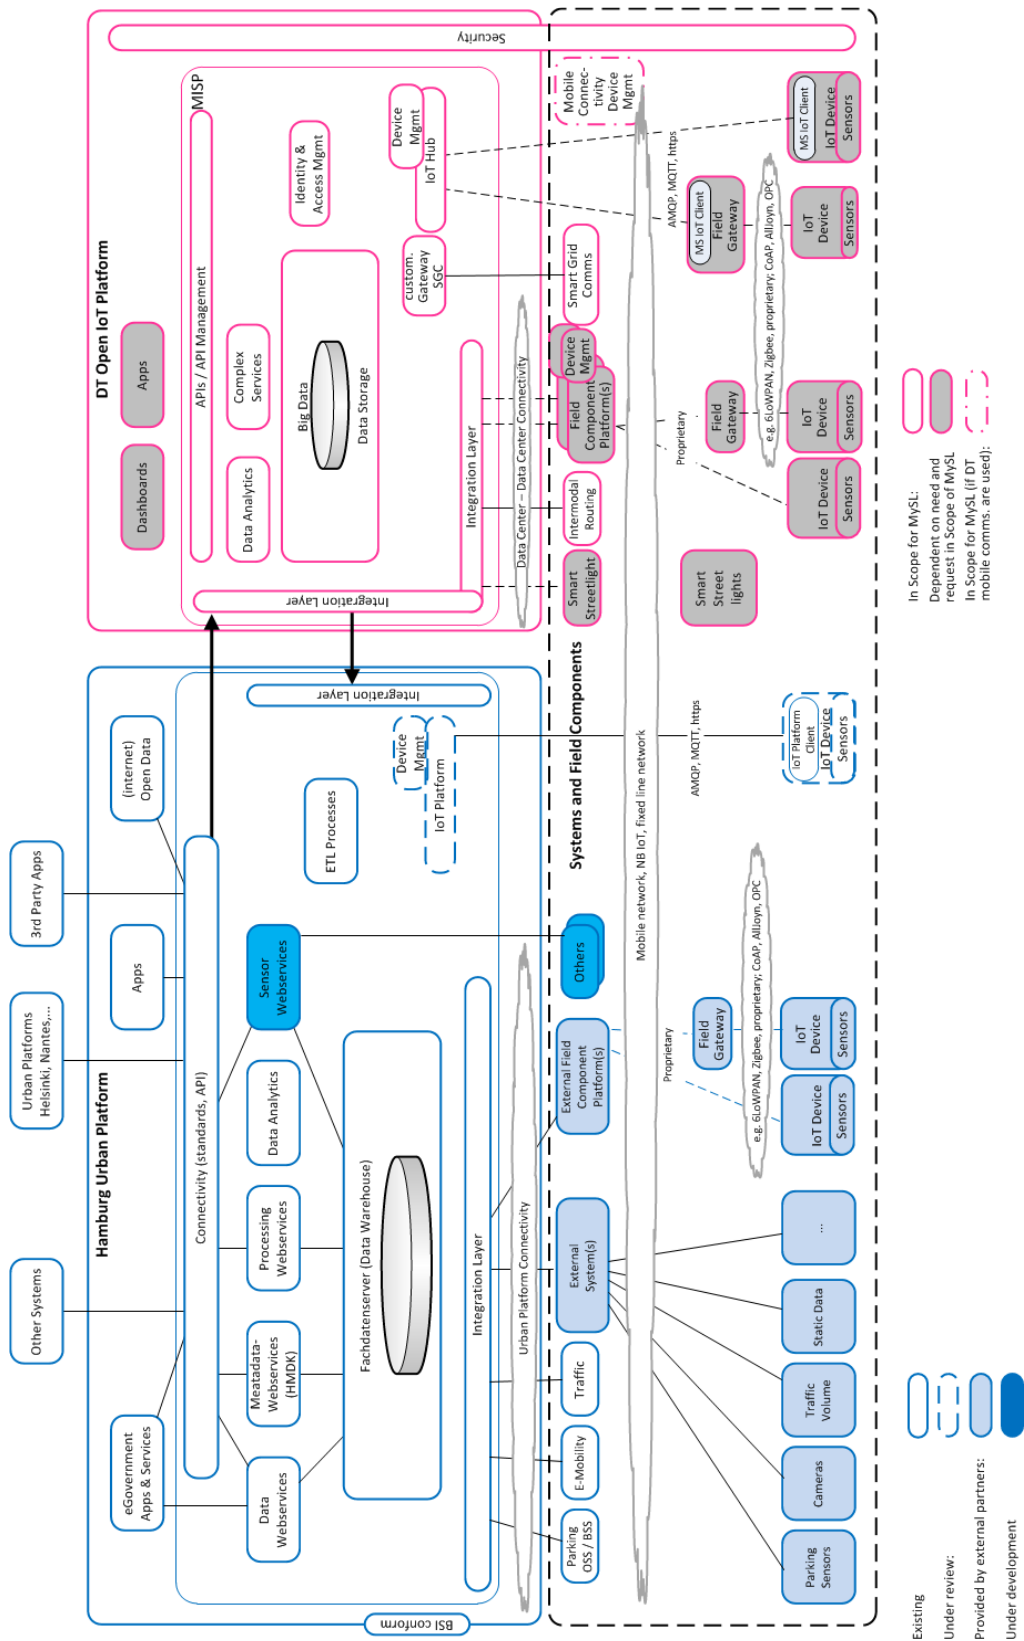 Other Systems
Urban Platforms
Helsinki, Nantes,...
3rd Party Apps
Hamburg Urban Platform
eGovernment
Apps & Services
Apps
(internet)
Open Data
Connectivity (standards, API)
Data
Webservices
Meatadata-
Webservices
(HMDK)
Processing
Webservices
Data Analytics
Sensor
Webservices
ETL Processes
Integration Layer
Fachdatenserver (Data Warehouse)
Device
Mgmt
IoT Platform
BSI conform
Integration Layer
Urban Platform Connectivity
DT Open IoT Platform
Dashboards
Apps
MISP
Security
APIs / API Management
Data Analytics
Complex
Services
Identity &
Access Mgmt
Integration Layer
Big Data
Data Storage
custom.
Gateway
SGC
Device
Mgmt
IoT Hub
Integration Layer
Data Center – Data Center Connectivity
Systems and Field Components
Parking
OSS / BSS
E-Mobility
Traffic
External
System(s)
External Field
Component
Platform(s)
Others
Smart
Streetlight
Intermodal
Routing
Field
Component
Platform(s)
Device
Mgmt
Smart Grid
Comms
Mobile
Connec-
tivity
Device
Mgmt
Mobile network, NB IoT, fixed line network
Proprietary
AMQP, MQTT, https
Proprietary
AMQP, MQTT, https
Field
Gateway
Smart
Street
lights
Field
Gateway
MS IoT Client
Field
Gateway
e.g. 6LoWPAN, Zigbee, proprietary; CoAP, AllJoyn, OPC
e.g. 6LoWPAN, Zigbee, proprietary; CoAP, AllJoyn, OPC
Parking
Sensors
Cameras
Traffic
Volume
Static Data
...
IoT Device
Sensors
IoT
Device
Sensors
IoT Platform
Client
IoT Device
Sensors
IoT Device
Sensors
IoT
Device
Sensors
IoT
Device
Sensors
MS IoT Client
IoT Device
Sensors
Existing
Under review:
Provided by external partners:
Under development
In Scope for MySL:
Dependent on need and
request in Scope of MySL
In Scope for MySL (if DT
mobile comms. are used):